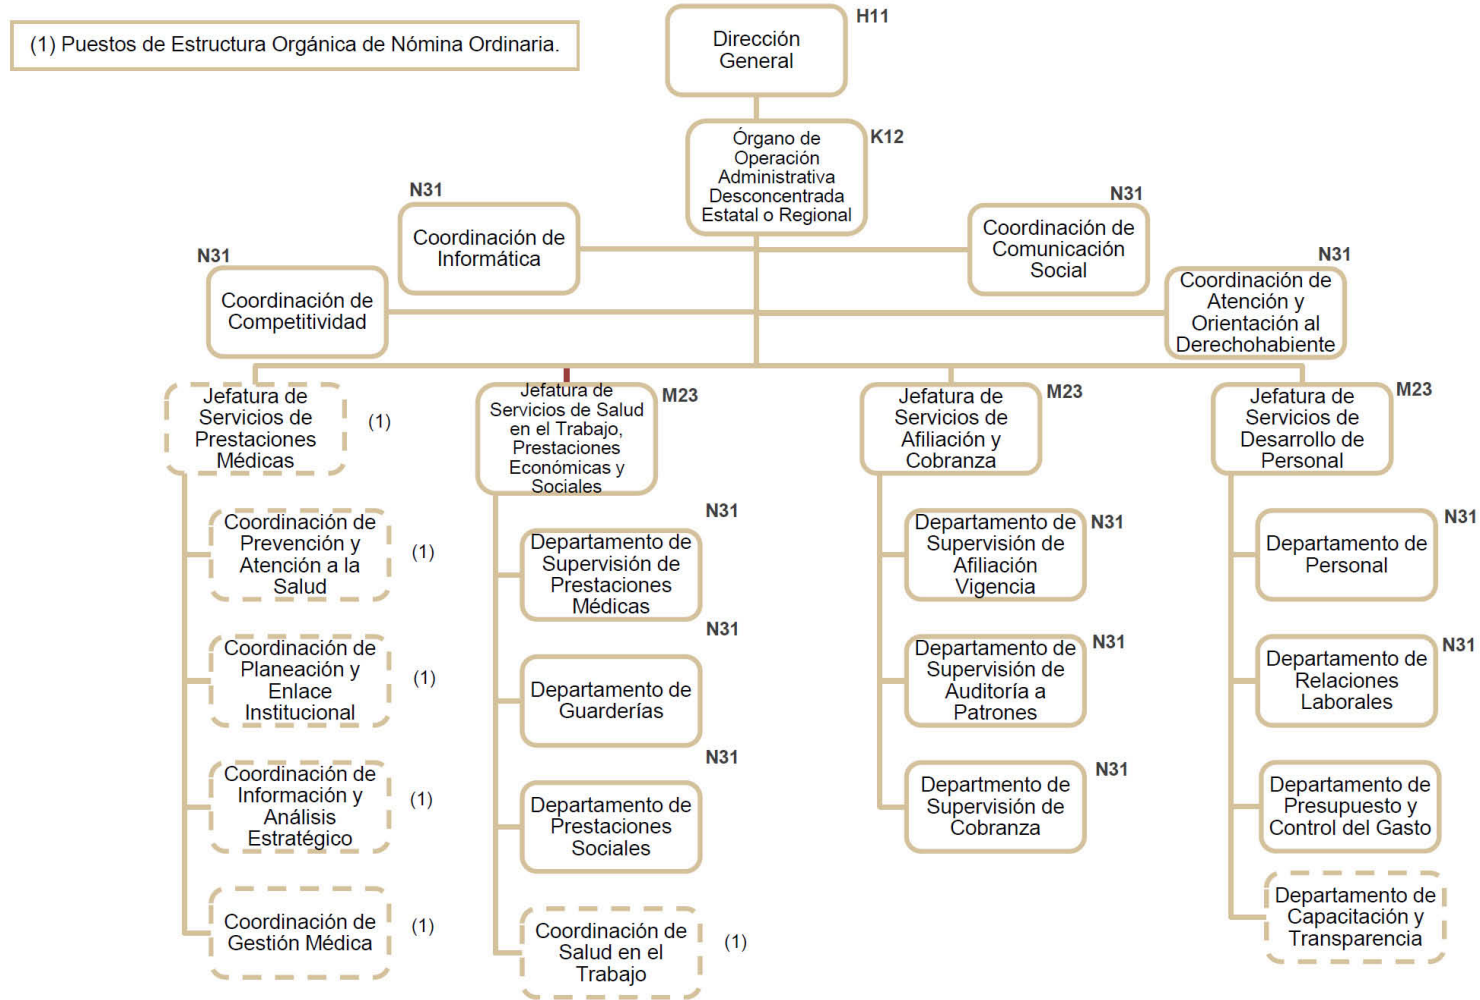 (1) Puestos de Estructura Orgánica de Nómina Ordinaria.
H11
Dirección
General
K12
Órgano de
Operación
Administrativa
Desconcentrada
Estatal o Regional
N31
Coordinación de
Informática
N31
Coordinación de
Comunicación
Social
N31
Coordinación de
Competitividad
N31
Coordinación de
Atención y
Orientación al
Derechohabiente
Jefatura de
Servicios de
Prestaciones
Médicas
(1)
Coordinación de
Prevención y
Atención a la
Salud
(1)
Coordinación de
Planeación y
Enlace
Institucional
(1)
Coordinación de
Información y
Análisis
Estratégico
(1)
Coordinación de
Gestión Médica
(1)
M23
Jefatura de
Servicios de Salud
en el Trabajo,
Prestaciones
Económicas y
Sociales
N31
Departamento de
Supervisión de
Prestaciones
Médicas
N31
Departamento de
Guarderías
N31
Departamento de
Prestaciones
Sociales
Coordinación de
Salud en el
Trabajo
(1)
M23
Jefatura de
Servicios de
Afiliación y
Cobranza
N31
Departamento de
Supervisión de
Afiliación
Vigencia
N31
Departamento de
Supervisión de
Auditoría a
Patrones
N31
Departmento de
Supervisión de
Cobranza
M23
Jefatura de
Servicios de
Desarrollo de
Personal
N31
Departamento de
Personal
N31
Departamento de
Relaciones
Laborales
Departamento de
Presupuesto y
Control del Gasto
Departamento de
Capacitación y
Transparencia